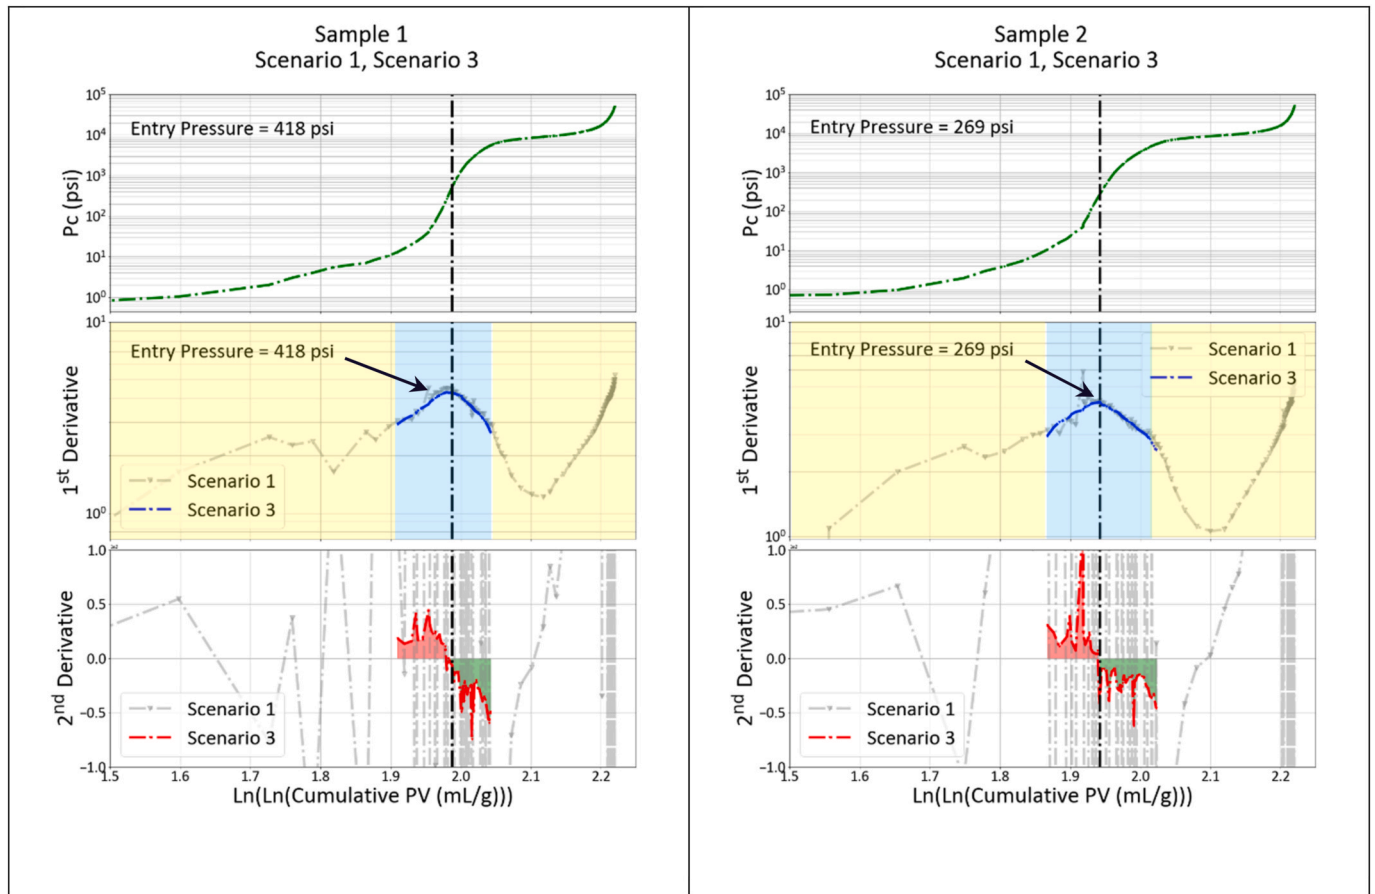 Sample 1
Scenario 1, Scenario 3
10⁵
10⁴
10³
10²
10¹
10⁰
Pc (psi)
Entry Pressure = 418 psi
10¹
10⁰
1ˢᵗ Derivative
Entry Pressure = 418 psi
Scenario 1
Scenario 3
1.0
0.5
0.0
−0.5
−1.0
2ⁿᵈ Derivative
Scenario 1
Scenario 3
1.5 1.6 1.7 1.8 1.9 2.0 2.1 2.2
Ln(Ln(Cumulative PV (mL/g)))
Sample 2
Scenario 1, Scenario 3
10⁵
10⁴
10³
10²
10¹
10⁰
Pc (psi)
Entry Pressure = 269 psi
10¹
10⁰
1ˢᵗ Derivative
Entry Pressure = 269 psi
Scenario 1
Scenario 3
1.0
0.5
0.0
−0.5
−1.0
2ⁿᵈ Derivative
Scenario 1
Scenario 3
1.5 1.6 1.7 1.8 1.9 2.0 2.1 2.2
Ln(Ln(Cumulative PV (mL/g)))